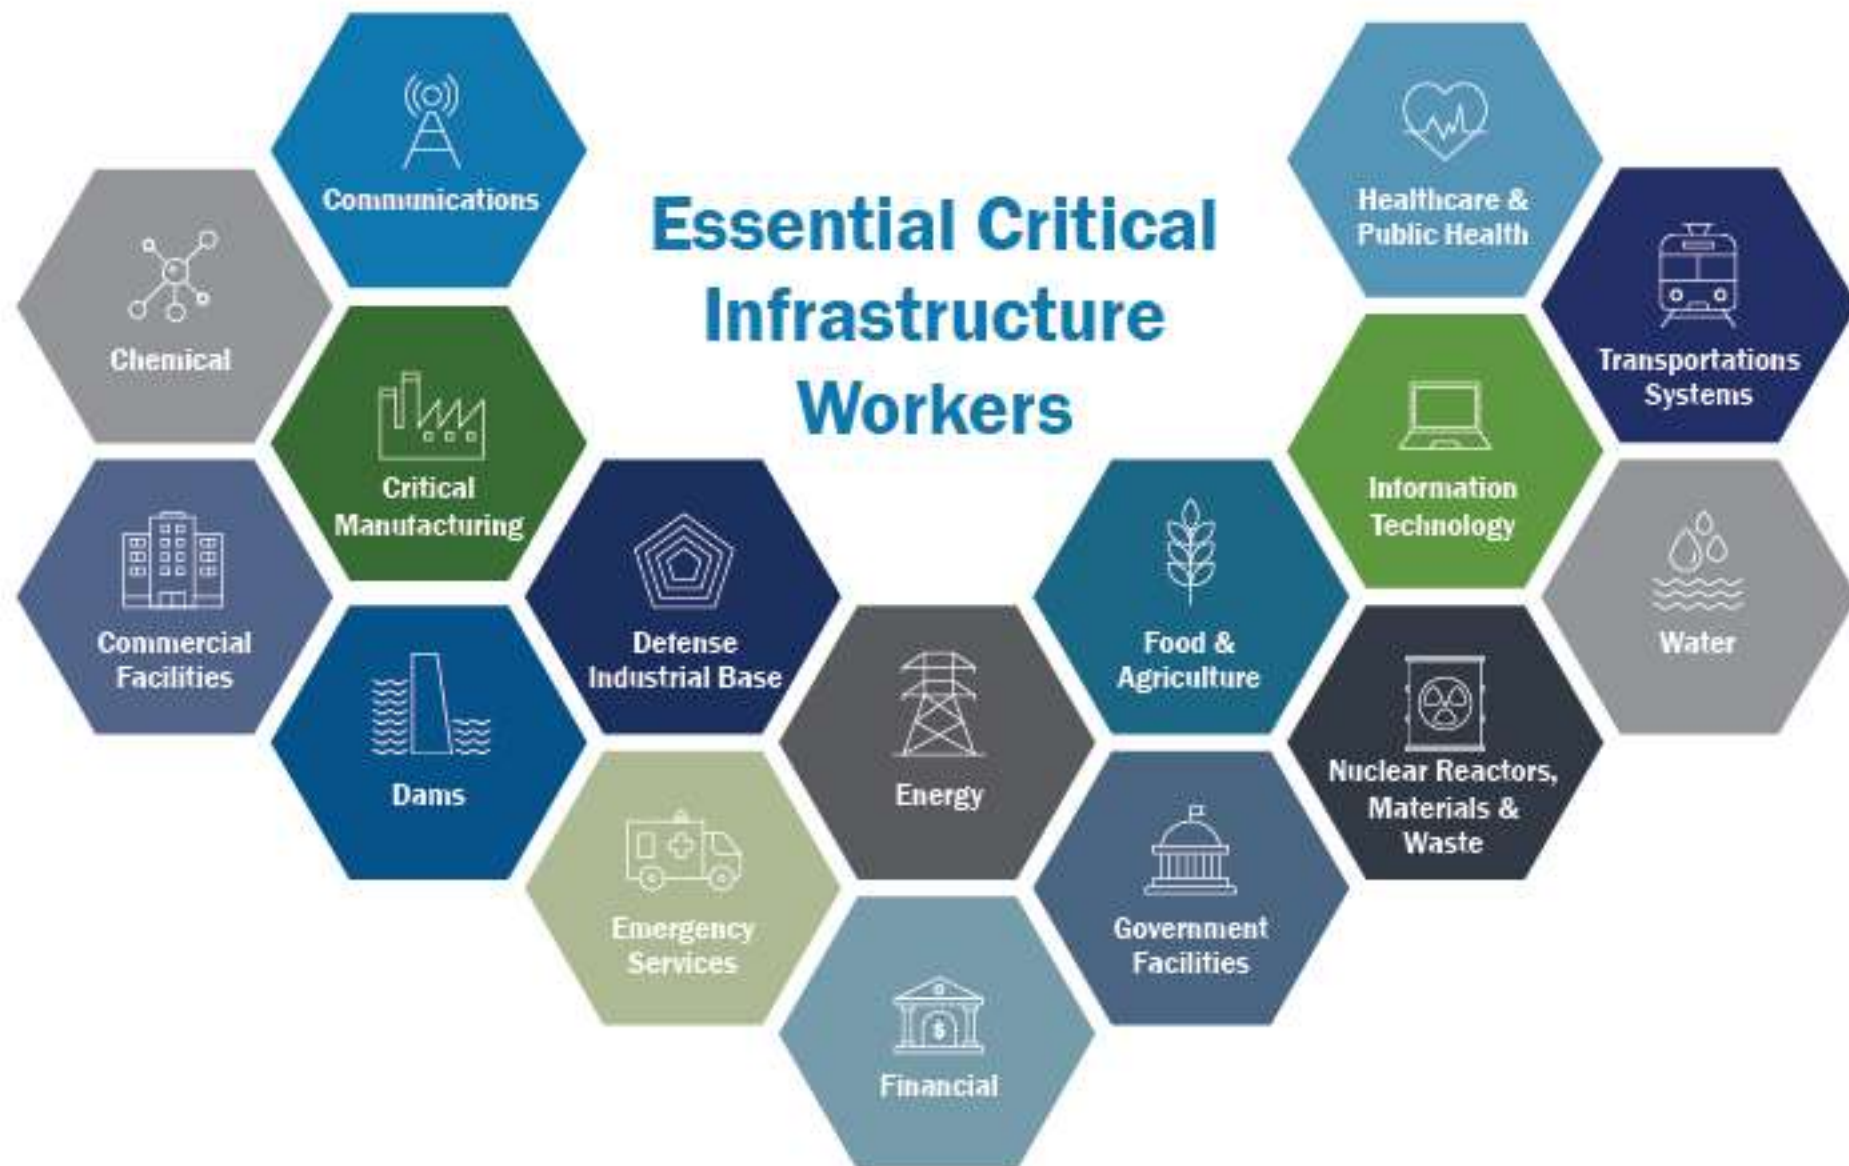 Essential Critical
Infrastructure
Workers
Communications
Chemical
Critical
Manufacturing
Commercial
Facilities
Dams
Defense
Industrial Base
Emergency
Services
Energy
Financial
Food &
Agriculture
Government
Facilities
Healthcare &
Public Health
Information
Technology
Nuclear Reactors,
Materials &
Waste
Transportations
Systems
Water
$